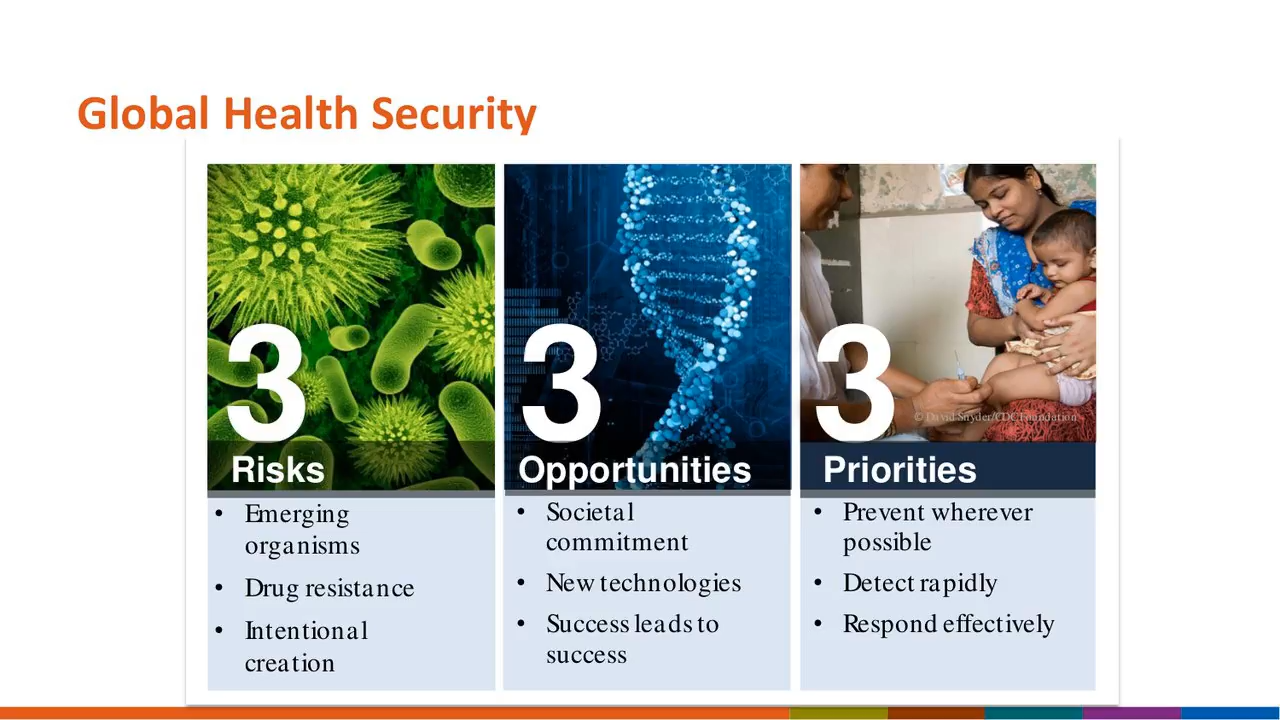 Global Health Security
3
Risks
• Emerging
organisms
• Drug resistance
• Intentional
creation
3
Opportunities
• Societal
commitment
• New technologies
• Success leads to
success
© David Snyder/CDC Foundation
3
Priorities
• Prevent wherever
possible
• Detect rapidly
• Respond effectively